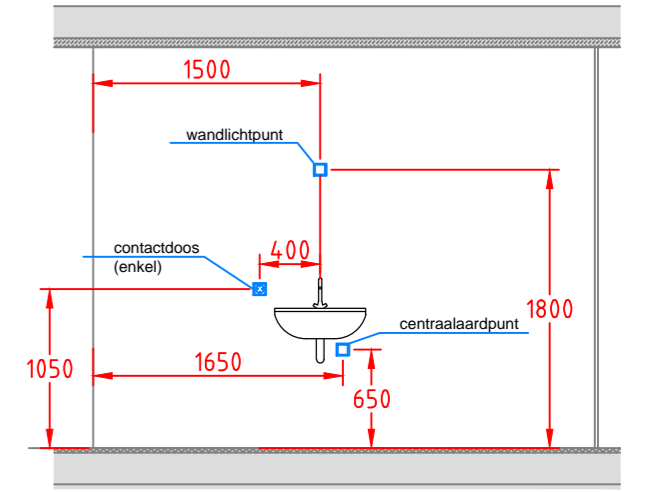 1500
wandlichtpunt
contactdoos
(enkel)
400
1800
centraalaardpunt
1050
1650
650